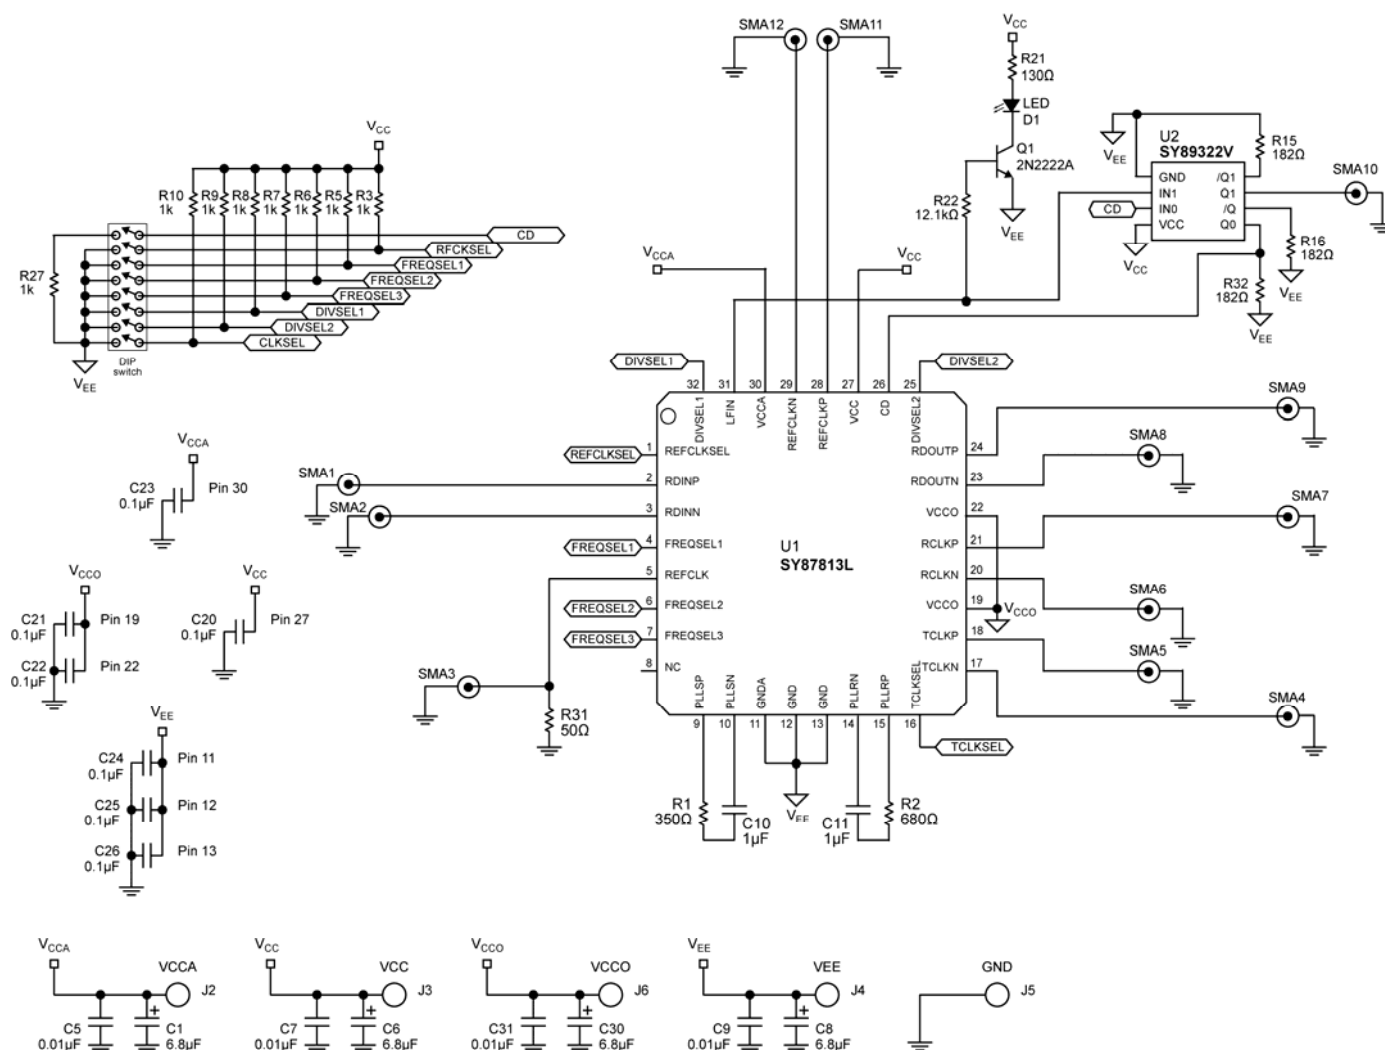 SMA12
SMA11
VCC
R21
130Ω
LED
D1
Q1
2N2222A
R22
12.1kΩ
VEE
VEE
U2
SY89322V
GND
IN1
IN0
VCC
/Q1
Q1
/Q
Q0
CD
VCC
R15
182Ω
SMA10
R16
182Ω
VEE
R32
182Ω
VEE
VCC
R10
1k
R9
1k
R8
1k
R7
1k
R6
1k
R5
1k
R3
1k
R27
1k
CD
RFCKSEL
FREQSEL1
FREQSEL2
FREQSEL3
DIVSEL1
DIVSEL2
CLKSEL
DIP
switch
VEE
VCCA
VCC
DIVSEL1
DIVSEL2
32
31
30
29
28
27
26
25
DIVSEL1
LFIN
VCCA
REFCLKN
REFCLKP
VCC
CD
DIVSEL2
REFCLKSEL
1
REFCLKSEL
SMA1
2
RDINP
SMA2
3
RDINN
FREQSEL1
4
FREQSEL1
5
REFCLK
FREQSEL2
6
FREQSEL2
FREQSEL3
7
FREQSEL3
8
NC
U1
SY87813L
RDOUTP
24
SMA9
RDOUTN
23
SMA8
VCCO
22
RCLKP
21
SMA7
RCLKN
20
SMA6
VCCO
19
VCCO
TCLKP
18
SMA5
TCLKN
17
SMA4
PLLSP
PLLSN
GNDA
GND
GND
PLLRN
PLLRP
TCLKSEL
9
10
11
12
13
14
15
16
TCLKSEL
SMA3
R31
50Ω
R1
350Ω
C10
1µF
VEE
C11
1µF
R2
680Ω
VCCA
C23
0.1µF
Pin 30
VCCO
C21
0.1µF
Pin 19
C22
0.1µF
Pin 22
VCC
C20
0.1µF
Pin 27
VEE
C24
0.1µF
Pin 11
C25
0.1µF
Pin 12
C26
0.1µF
Pin 13
VCCA
VCCA
J2
C5
0.01µF
+
C1
6.8µF
VCC
VCC
J3
C7
0.01µF
+
C6
6.8µF
VCCO
VCCO
J6
C31
0.01µF
+
C30
6.8µF
VEE
VEE
J4
C9
0.01µF
+
C8
6.8µF
GND
J5